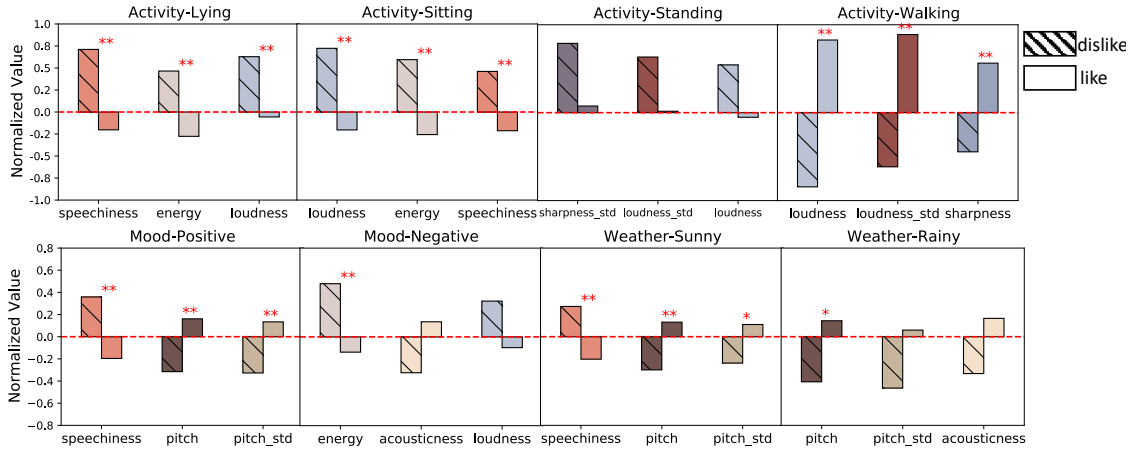 Activity-Lying Activity-Sitting Activity-Standing Activity-Walking
1.0
0.8
0.5
0.2
0.0
-0.2
-0.5
-0.8
-1.0
Normalized Value
** ** ** ** ** ** ** ** **
dislike
like
speechiness energy loudness loudness energy speechiness sharpness_std loudness_std loudness loudness loudness_std sharpness
Mood-Positive Mood-Negative Weather-Sunny Weather-Rainy
0.8
0.6
0.4
0.2
0.0
−0.2
−0.4
−0.6
−0.8
Normalized Value
** ** ** ** ** ** * *
speechiness pitch pitch_std energy acousticness loudness speechiness pitch pitch_std pitch pitch_std acousticness